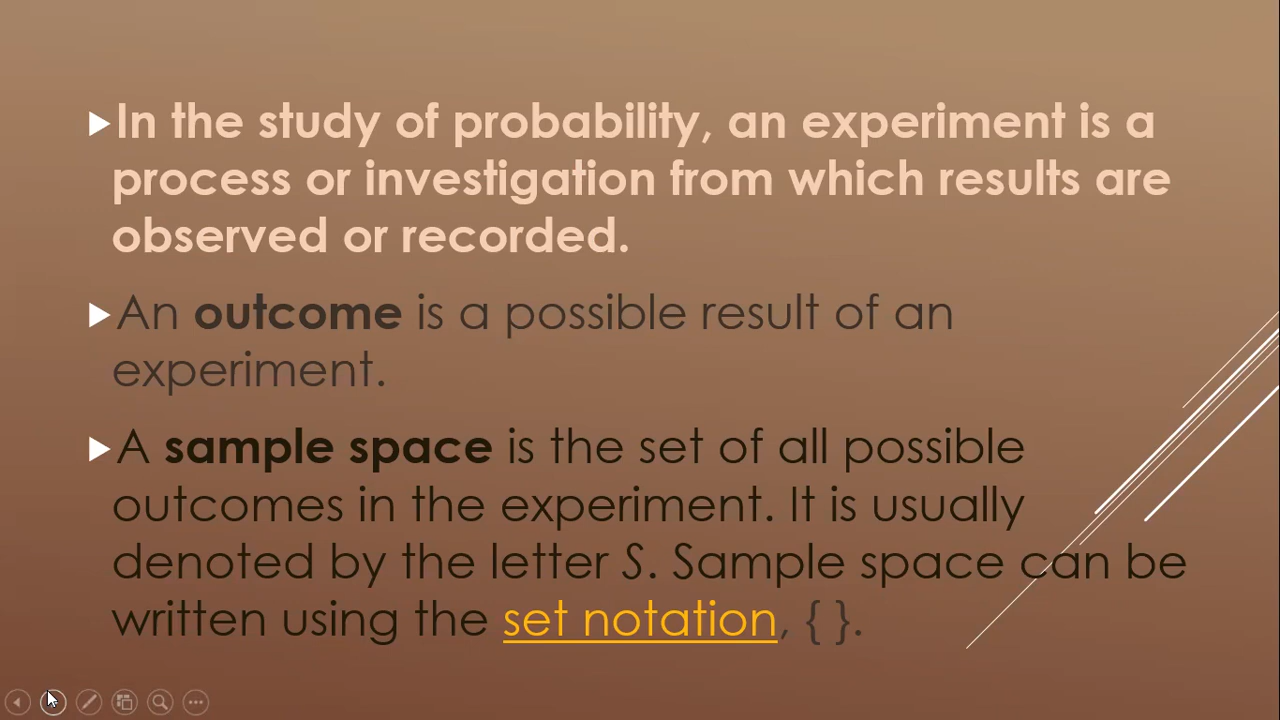 In the study of probability, an experiment is a
process or investigation from which results are
observed or recorded.
An outcome is a possible result of an
experiment.
A sample space is the set of all possible
outcomes in the experiment. It is usually
denoted by the letter S. Sample space can be
written using the set notation, { }.